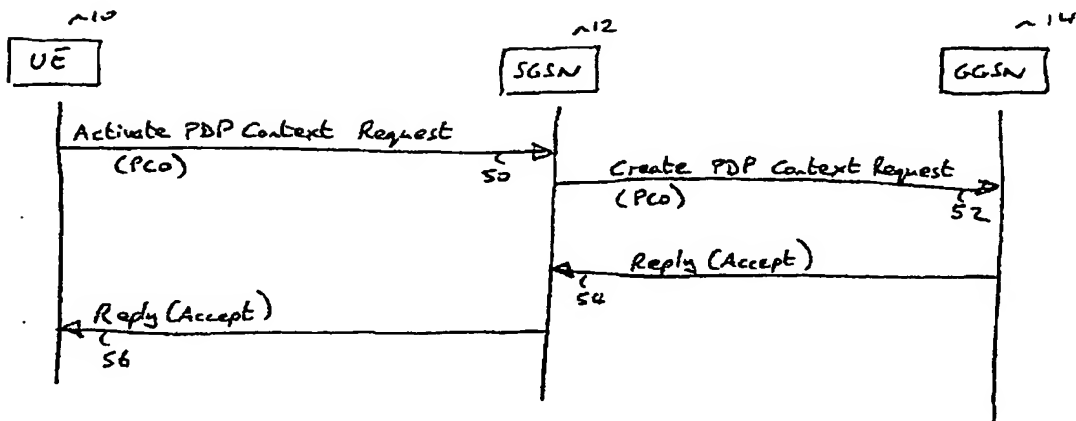 ~10
~12
~14
UE
SGSN
GGSN
Activate PDP Context Request
(PCO)
50
Create PDP Context Request
(PCO)
52
Reply (Accept)
54
Reply (Accept)
56